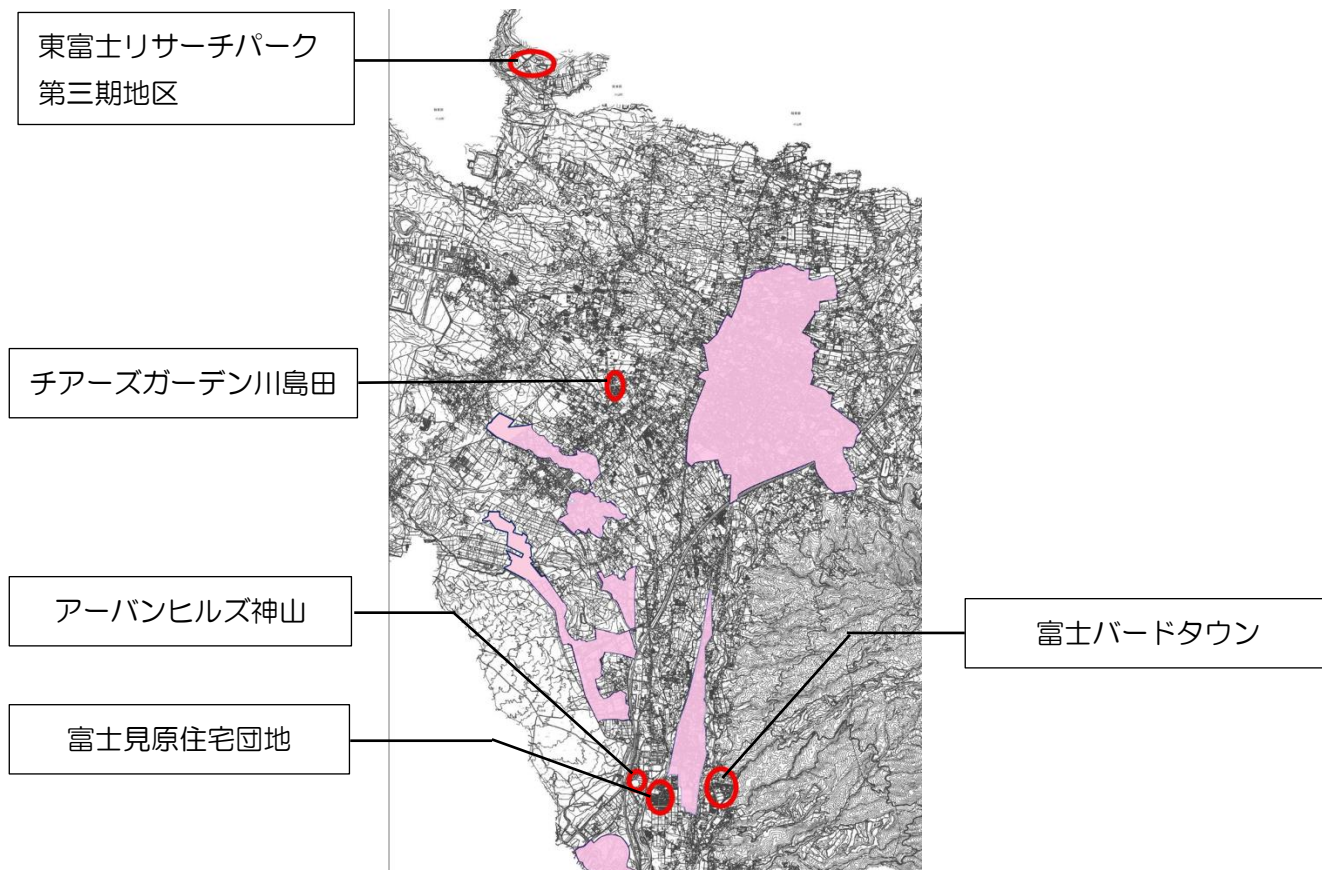 東富士リサーチパーク
第三期地区
チアーズガーデン川島田
アーバンヒルズ神山
富士バードタウン
富士見原住宅団地